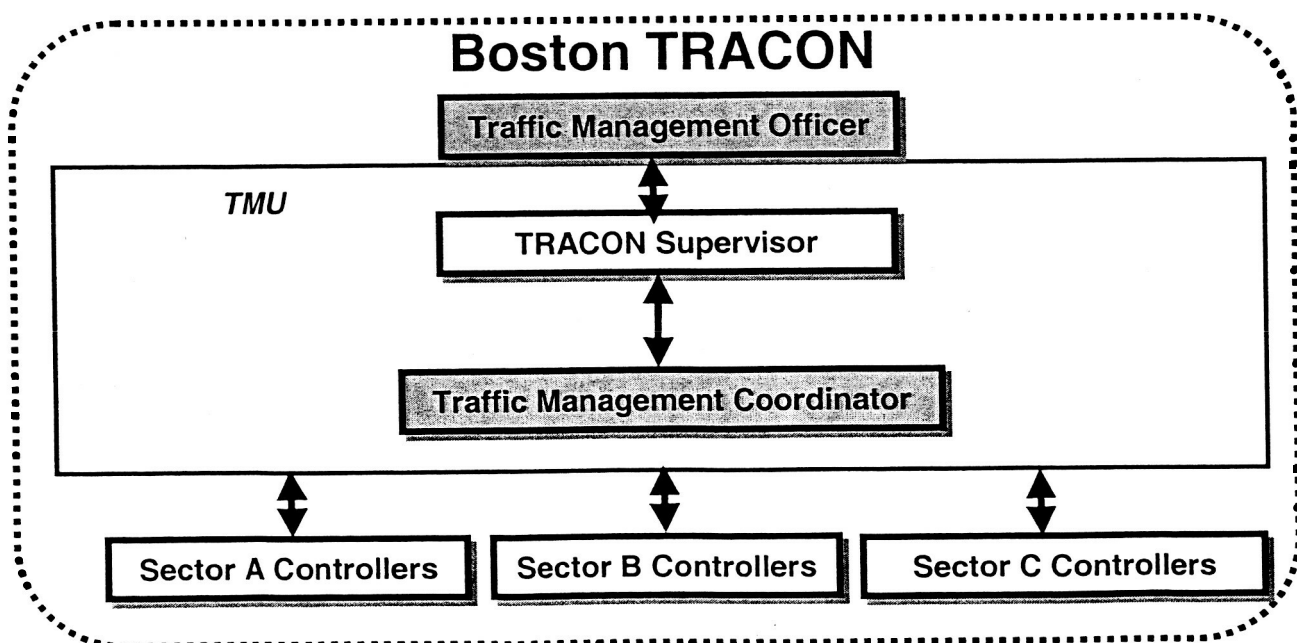 Boston TRACON
Traffic Management Officer
TMU
TRACON Supervisor
Traffic Management Coordinator
Sector A Controllers
Sector B Controllers
Sector C Controllers